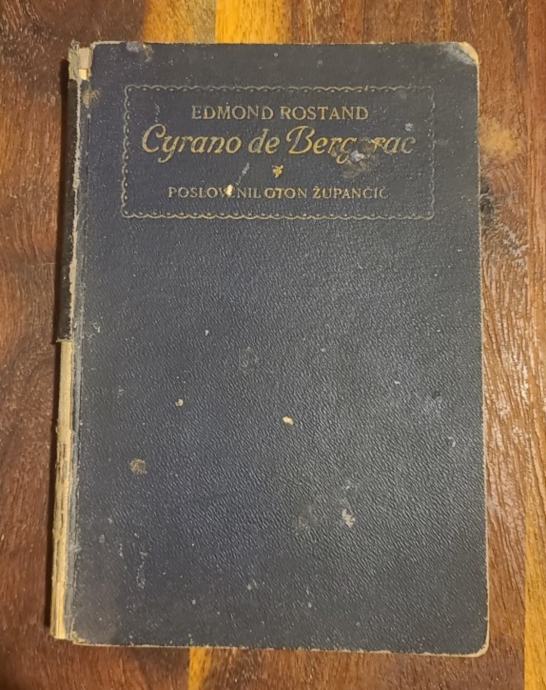 EDMOND ROSTAND
Cyrano de Bergerac
POSLOVENIL OTON ŽUPANČIČ